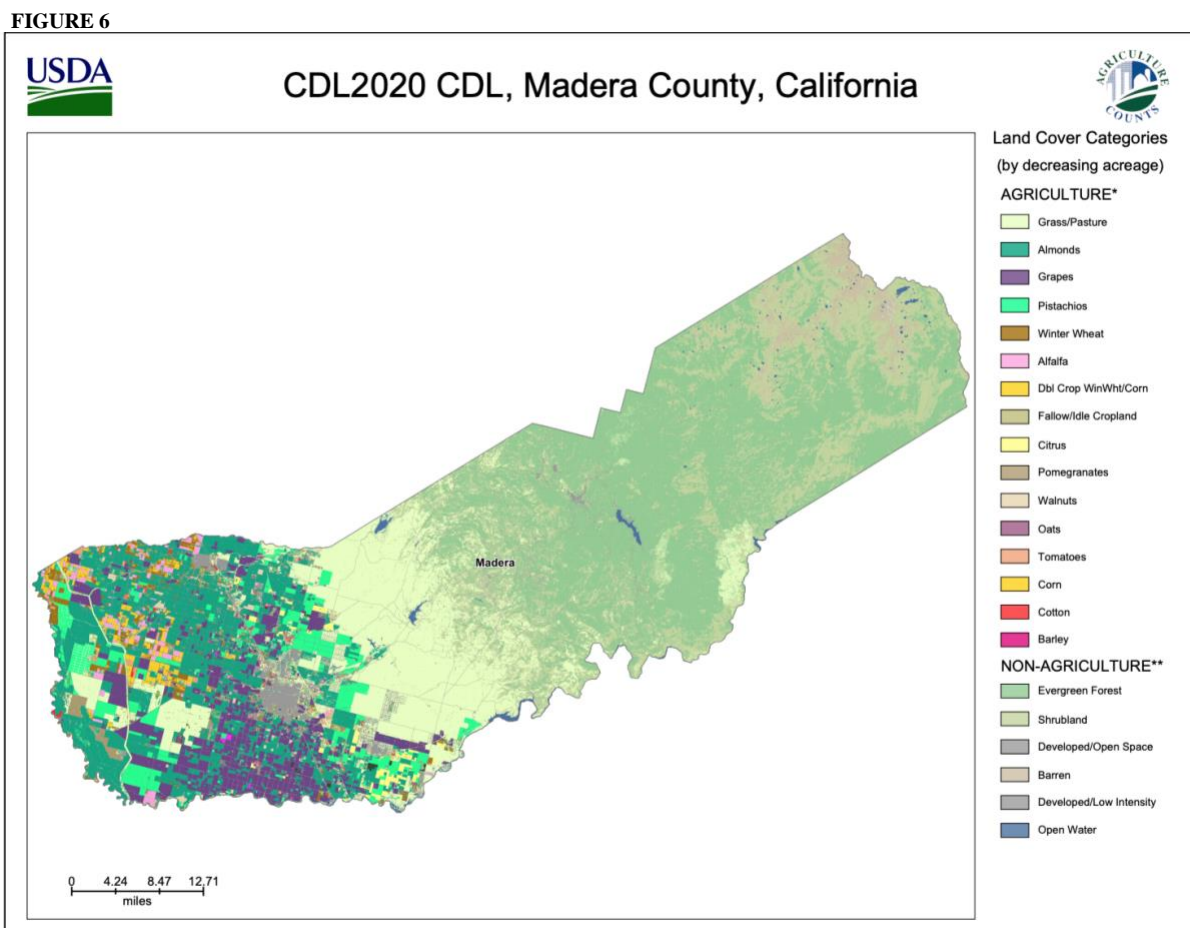 FIGURE 6
USDA
CDL2020 CDL, Madera County, California
AGRICULTURE
COUNTS
Land Cover Categories
(by decreasing acreage)
AGRICULTURE*
Grass/Pasture
Almonds
Grapes
Pistachios
Winter Wheat
Alfalfa
Dbl Crop WinWht/Corn
Fallow/Idle Cropland
Citrus
Pomegranates
Walnuts
Oats
Tomatoes
Corn
Cotton
Barley
NON-AGRICULTURE**
Evergreen Forest
Shrubland
Developed/Open Space
Barren
Developed/Low Intensity
Open Water
Madera
0 4.24 8.47 12.71
miles